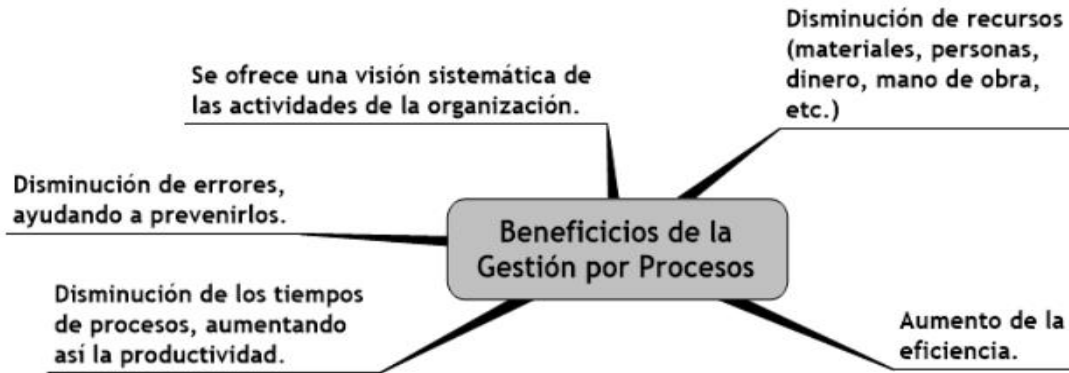 Disminución de recursos
(materiales, personas,
dinero, mano de obra,
etc.)
Se ofrece una visión sistemática de
las actividades de la organización.
Disminución de errores,
ayudando a prevenirlos.
Beneficicios de la
Gestión por Procesos
Disminución de los tiempos
de procesos, aumentando
así la productividad.
Aumento de la
eficiencia.